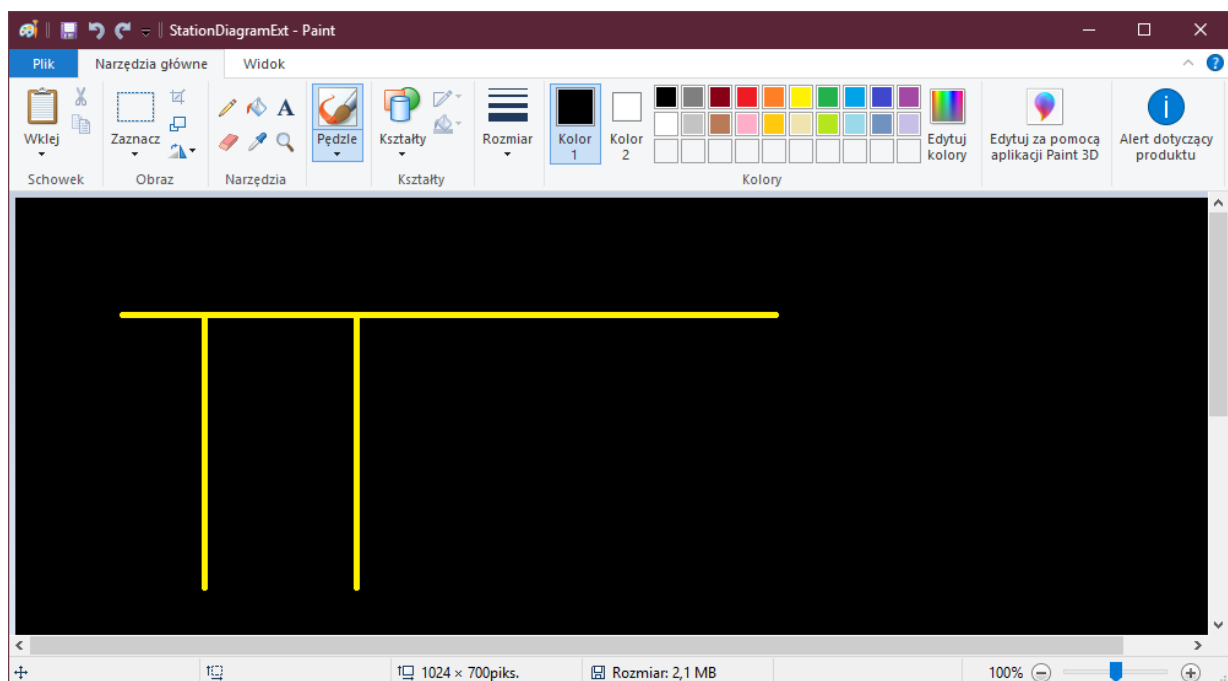 StationDiagramExt - Paint
Plik Narzędzia główne Widok
Wklej
Zaznacz
A
Pędzle
Kształty
Rozmiar
Kolor 1
Kolor 2
Edytuj kolory
Edytuj za pomocą aplikacji Paint 3D
Alert dotyczący produktu
Schowek Obraz Narzędzia Kształty Kolory
1024 × 700piks. Rozmiar: 2,1 MB 100%